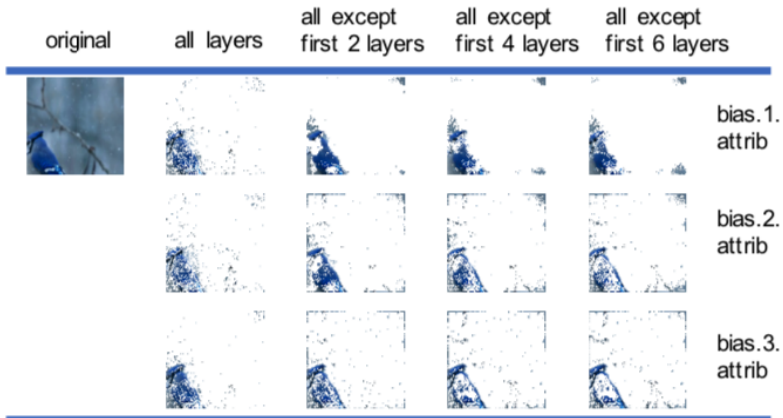 original
all layers
all except
first 2 layers
all except
first 4 layers
all except
first 6 layers
bias.1.
attrib
bias.2.
attrib
bias.3.
attrib